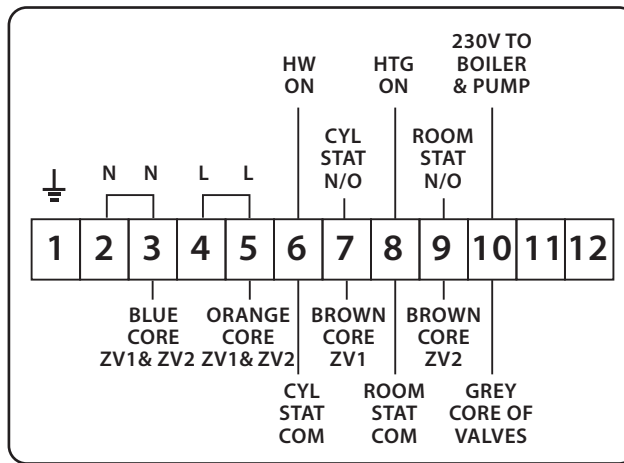 HW
ON
HTG
ON
230V TO
BOILER
& PUMP
N N L L
CYL
STAT
N/O
ROOM
STAT
N/O
1 2 3 4 5 6 7 8 9 10 11 12
BLUE
CORE
ZV1& ZV2
ORANGE
CORE
ZV1& ZV2
BROWN
CORE
ZV1
BROWN
CORE
ZV2
CYL
STAT
COM
ROOM
STAT
COM
GREY
CORE OF
VALVES